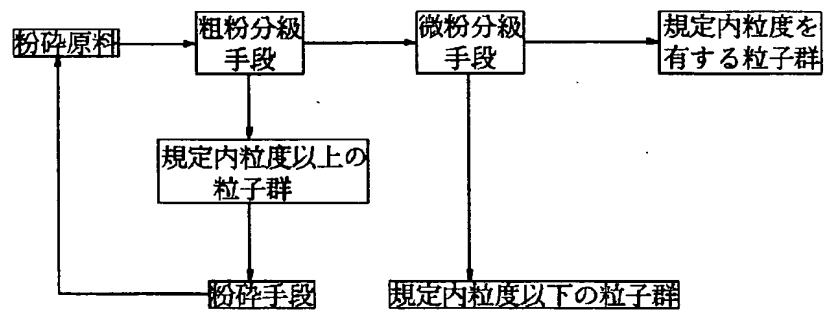 粉砕原料
粗粉分級
手段
微粉分級
手段
規定内粒度を
有する粒子群
規定内粒度以上の
粒子群
粉砕手段
規定内粒度以下の粒子群